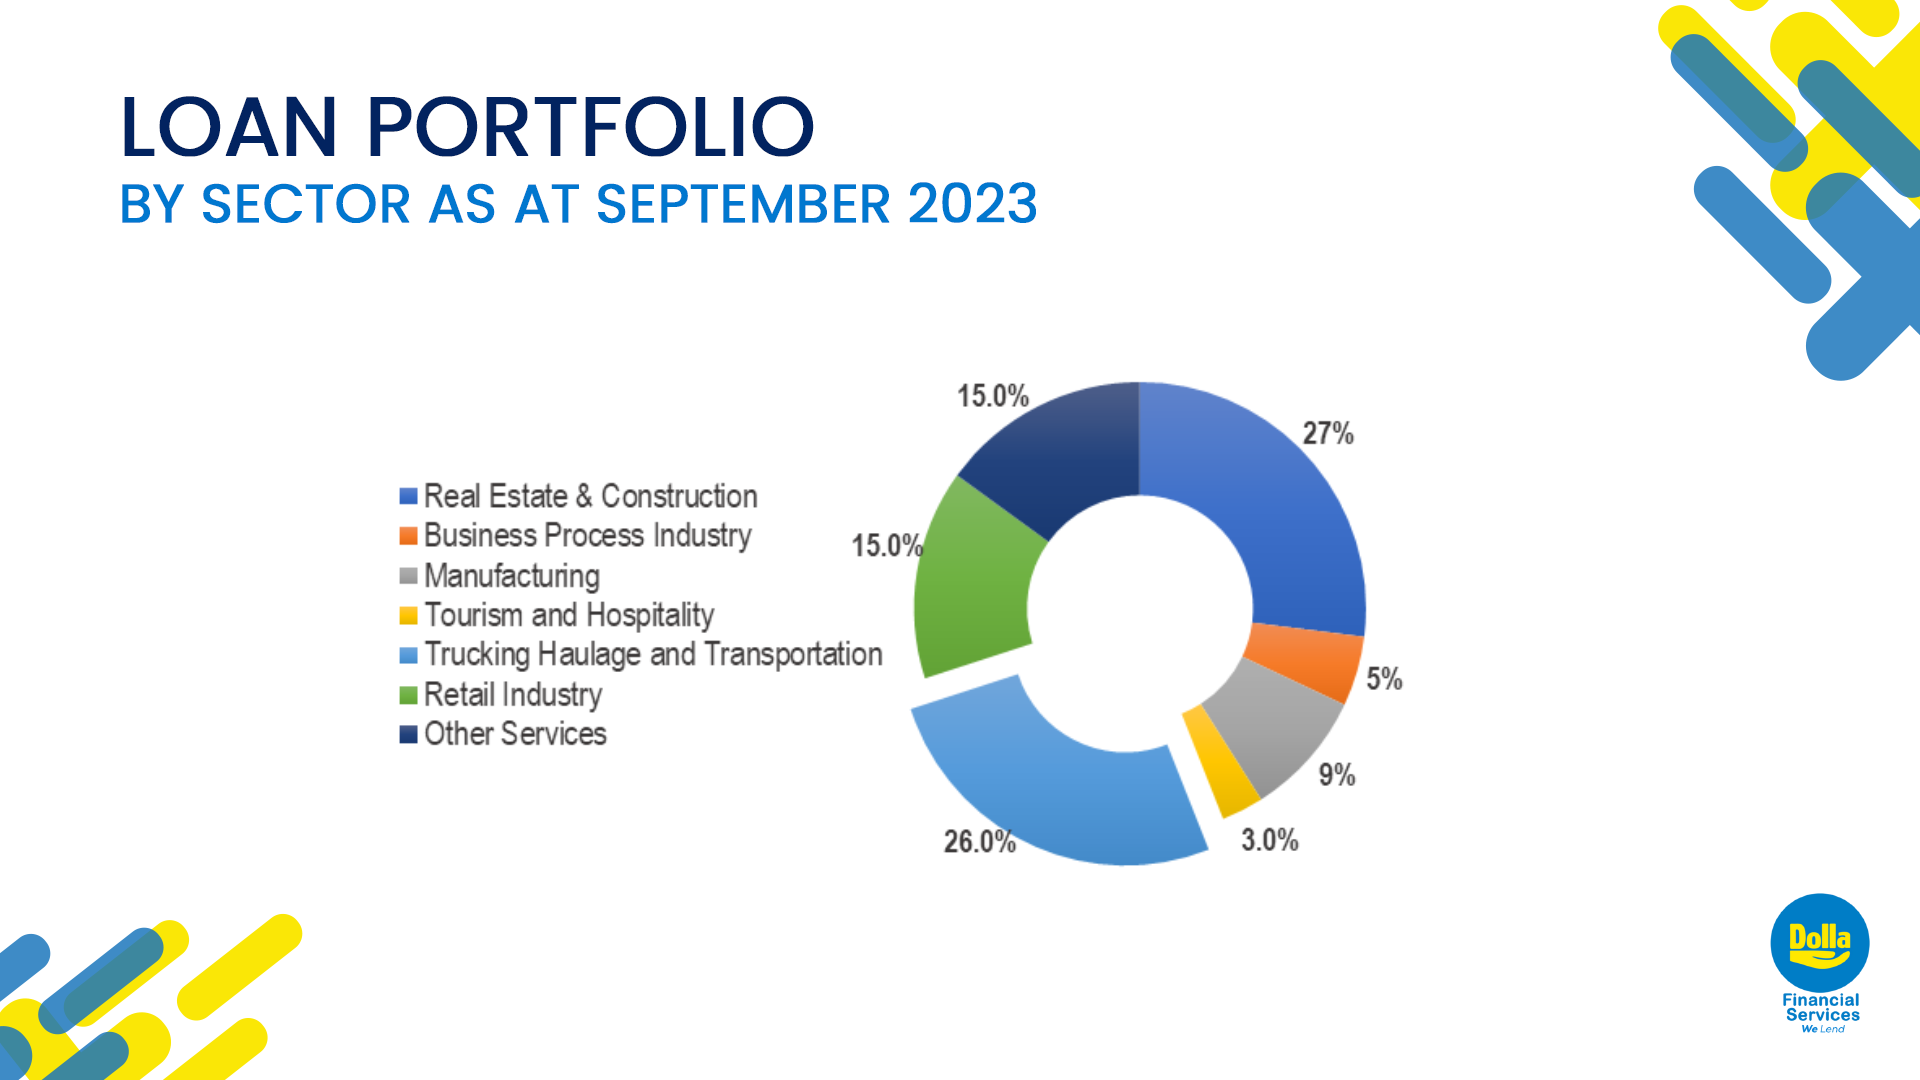 LOAN PORTFOLIO
BY SECTOR AS AT SEPTEMBER 2023
Real Estate & Construction
Business Process Industry
Manufacturing
Tourism and Hospitality
Trucking Haulage and Transportation
Retail Industry
Other Services
15.0%
27%
15.0%
5%
9%
3.0%
26.0%
Dolla
Financial
Services
We Lend